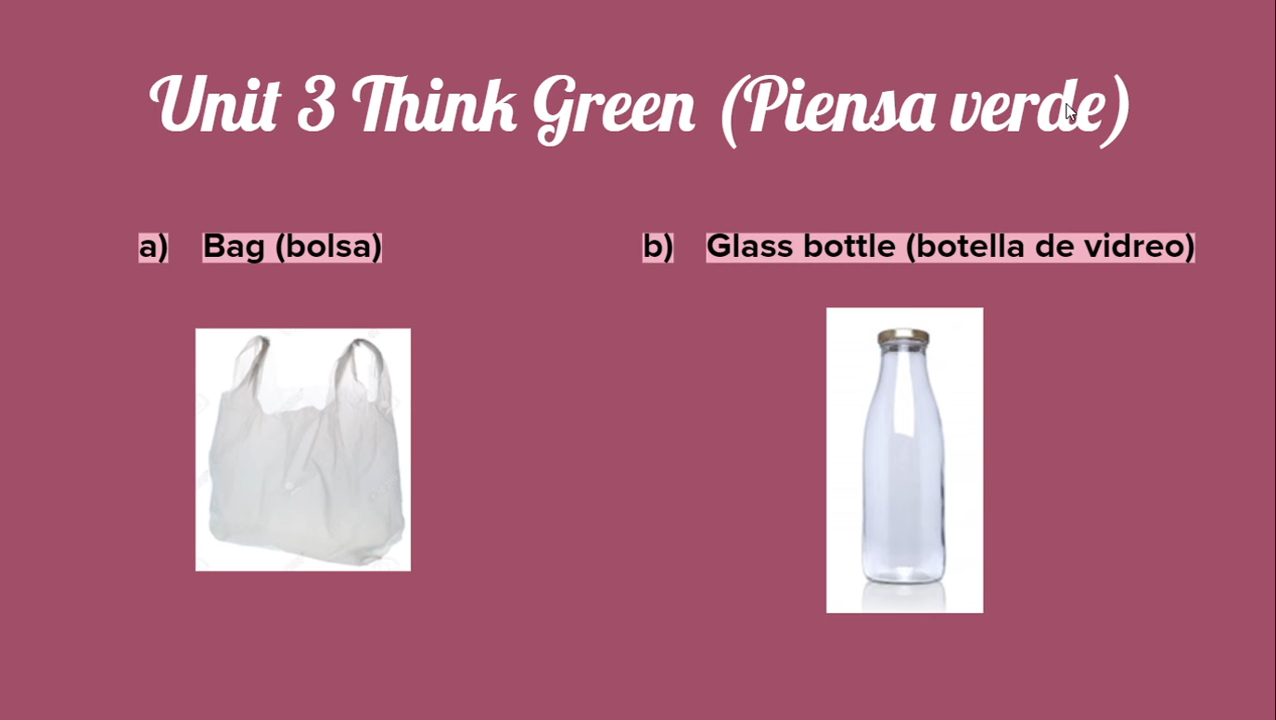 Unit 3 Think Green (Piensa verde)
a) Bag (bolsa)
b) Glass bottle (botella de vidreo)